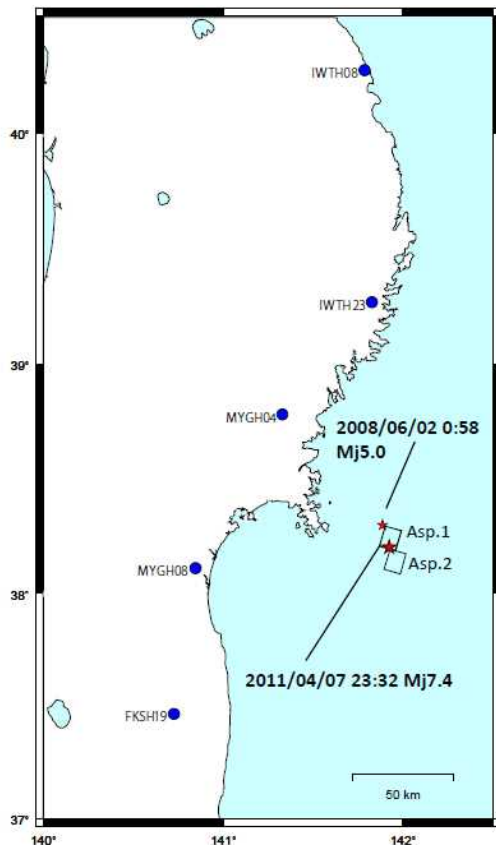 IWTH08
40°
IWTH23
39°
MYGH04
2008/06/02 0:58
Mj5.0
Asp.1
Asp.2
MYGH08
38°
2011/04/07 23:32 Mj7.4
FKSH19
50 km
37°
140°
141°
142°